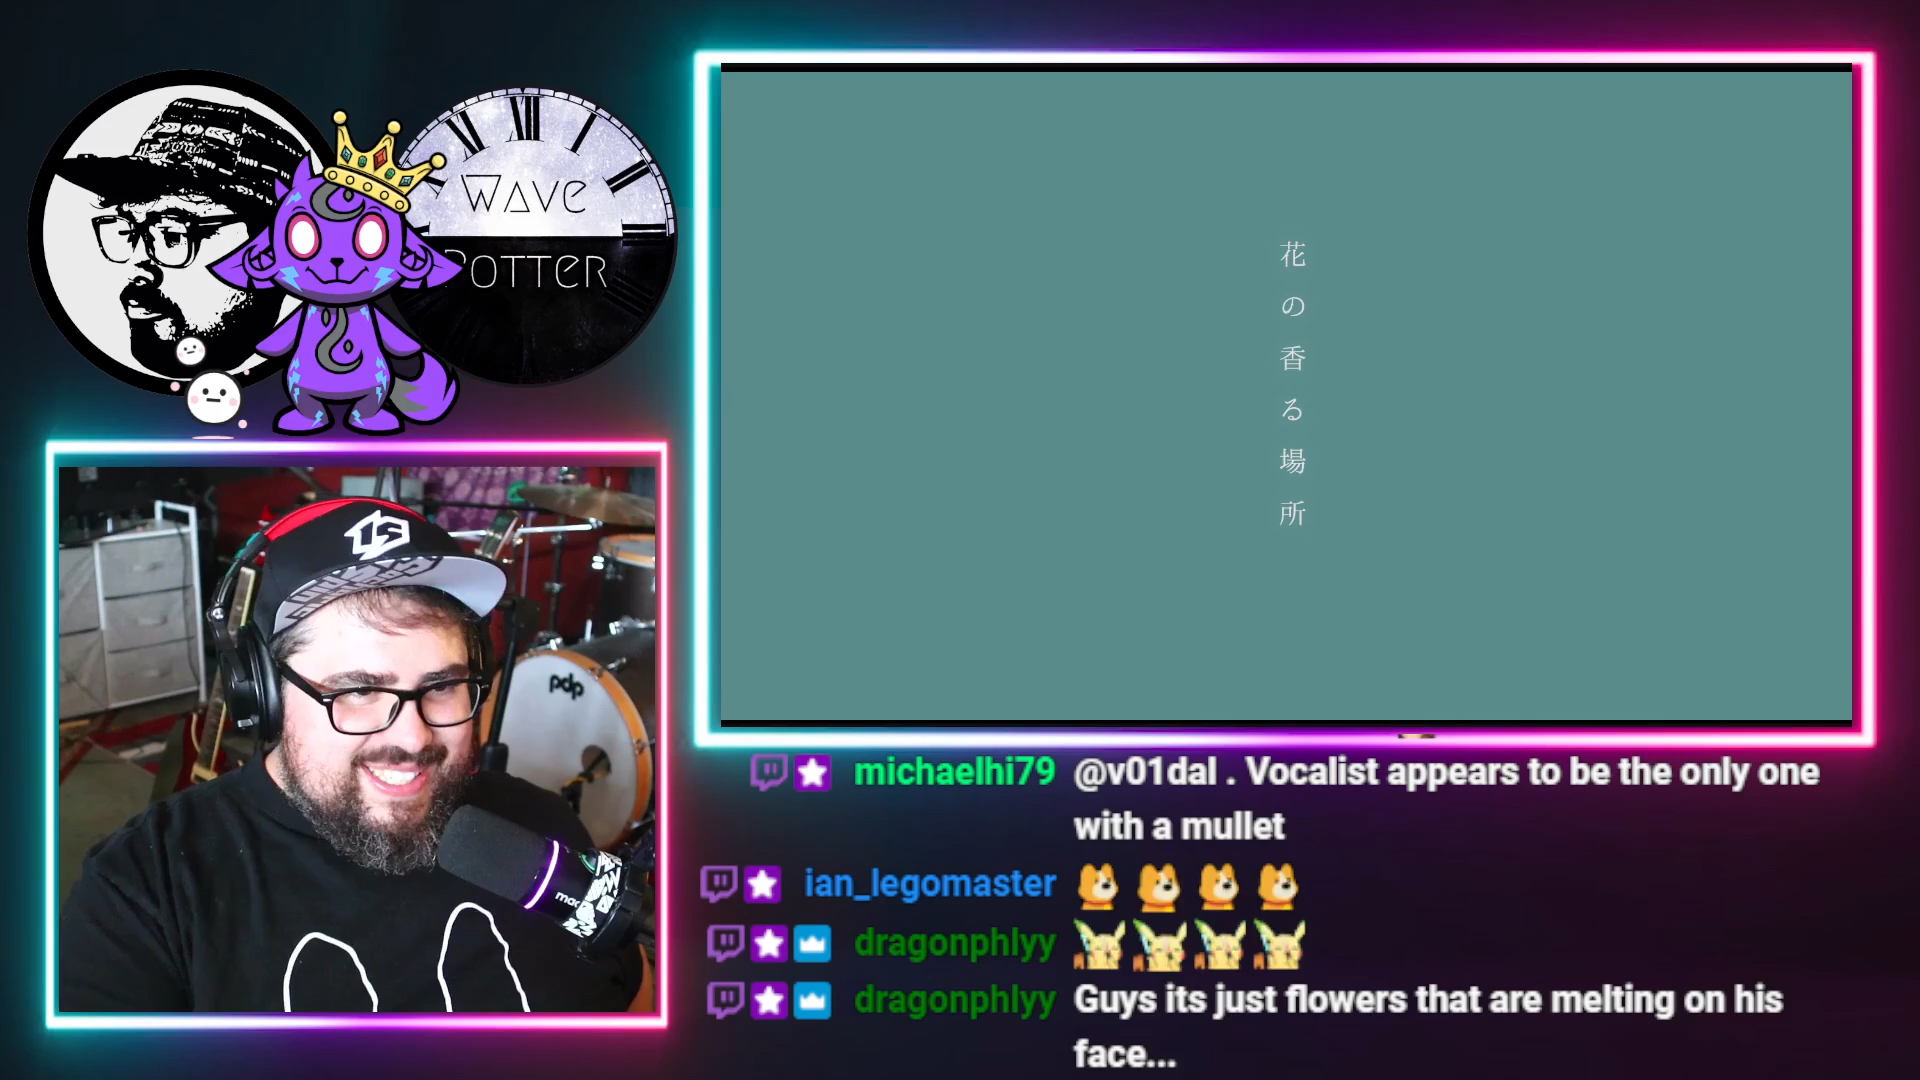 WAVE
POTTER
花の香る場所
pdp
michaelhi79 @v01dal . Vocalist appears to be the only one
with a mullet
ian_legomaster
dragonphlyy
dragonphlyy Guys its just flowers that are melting on his
face...